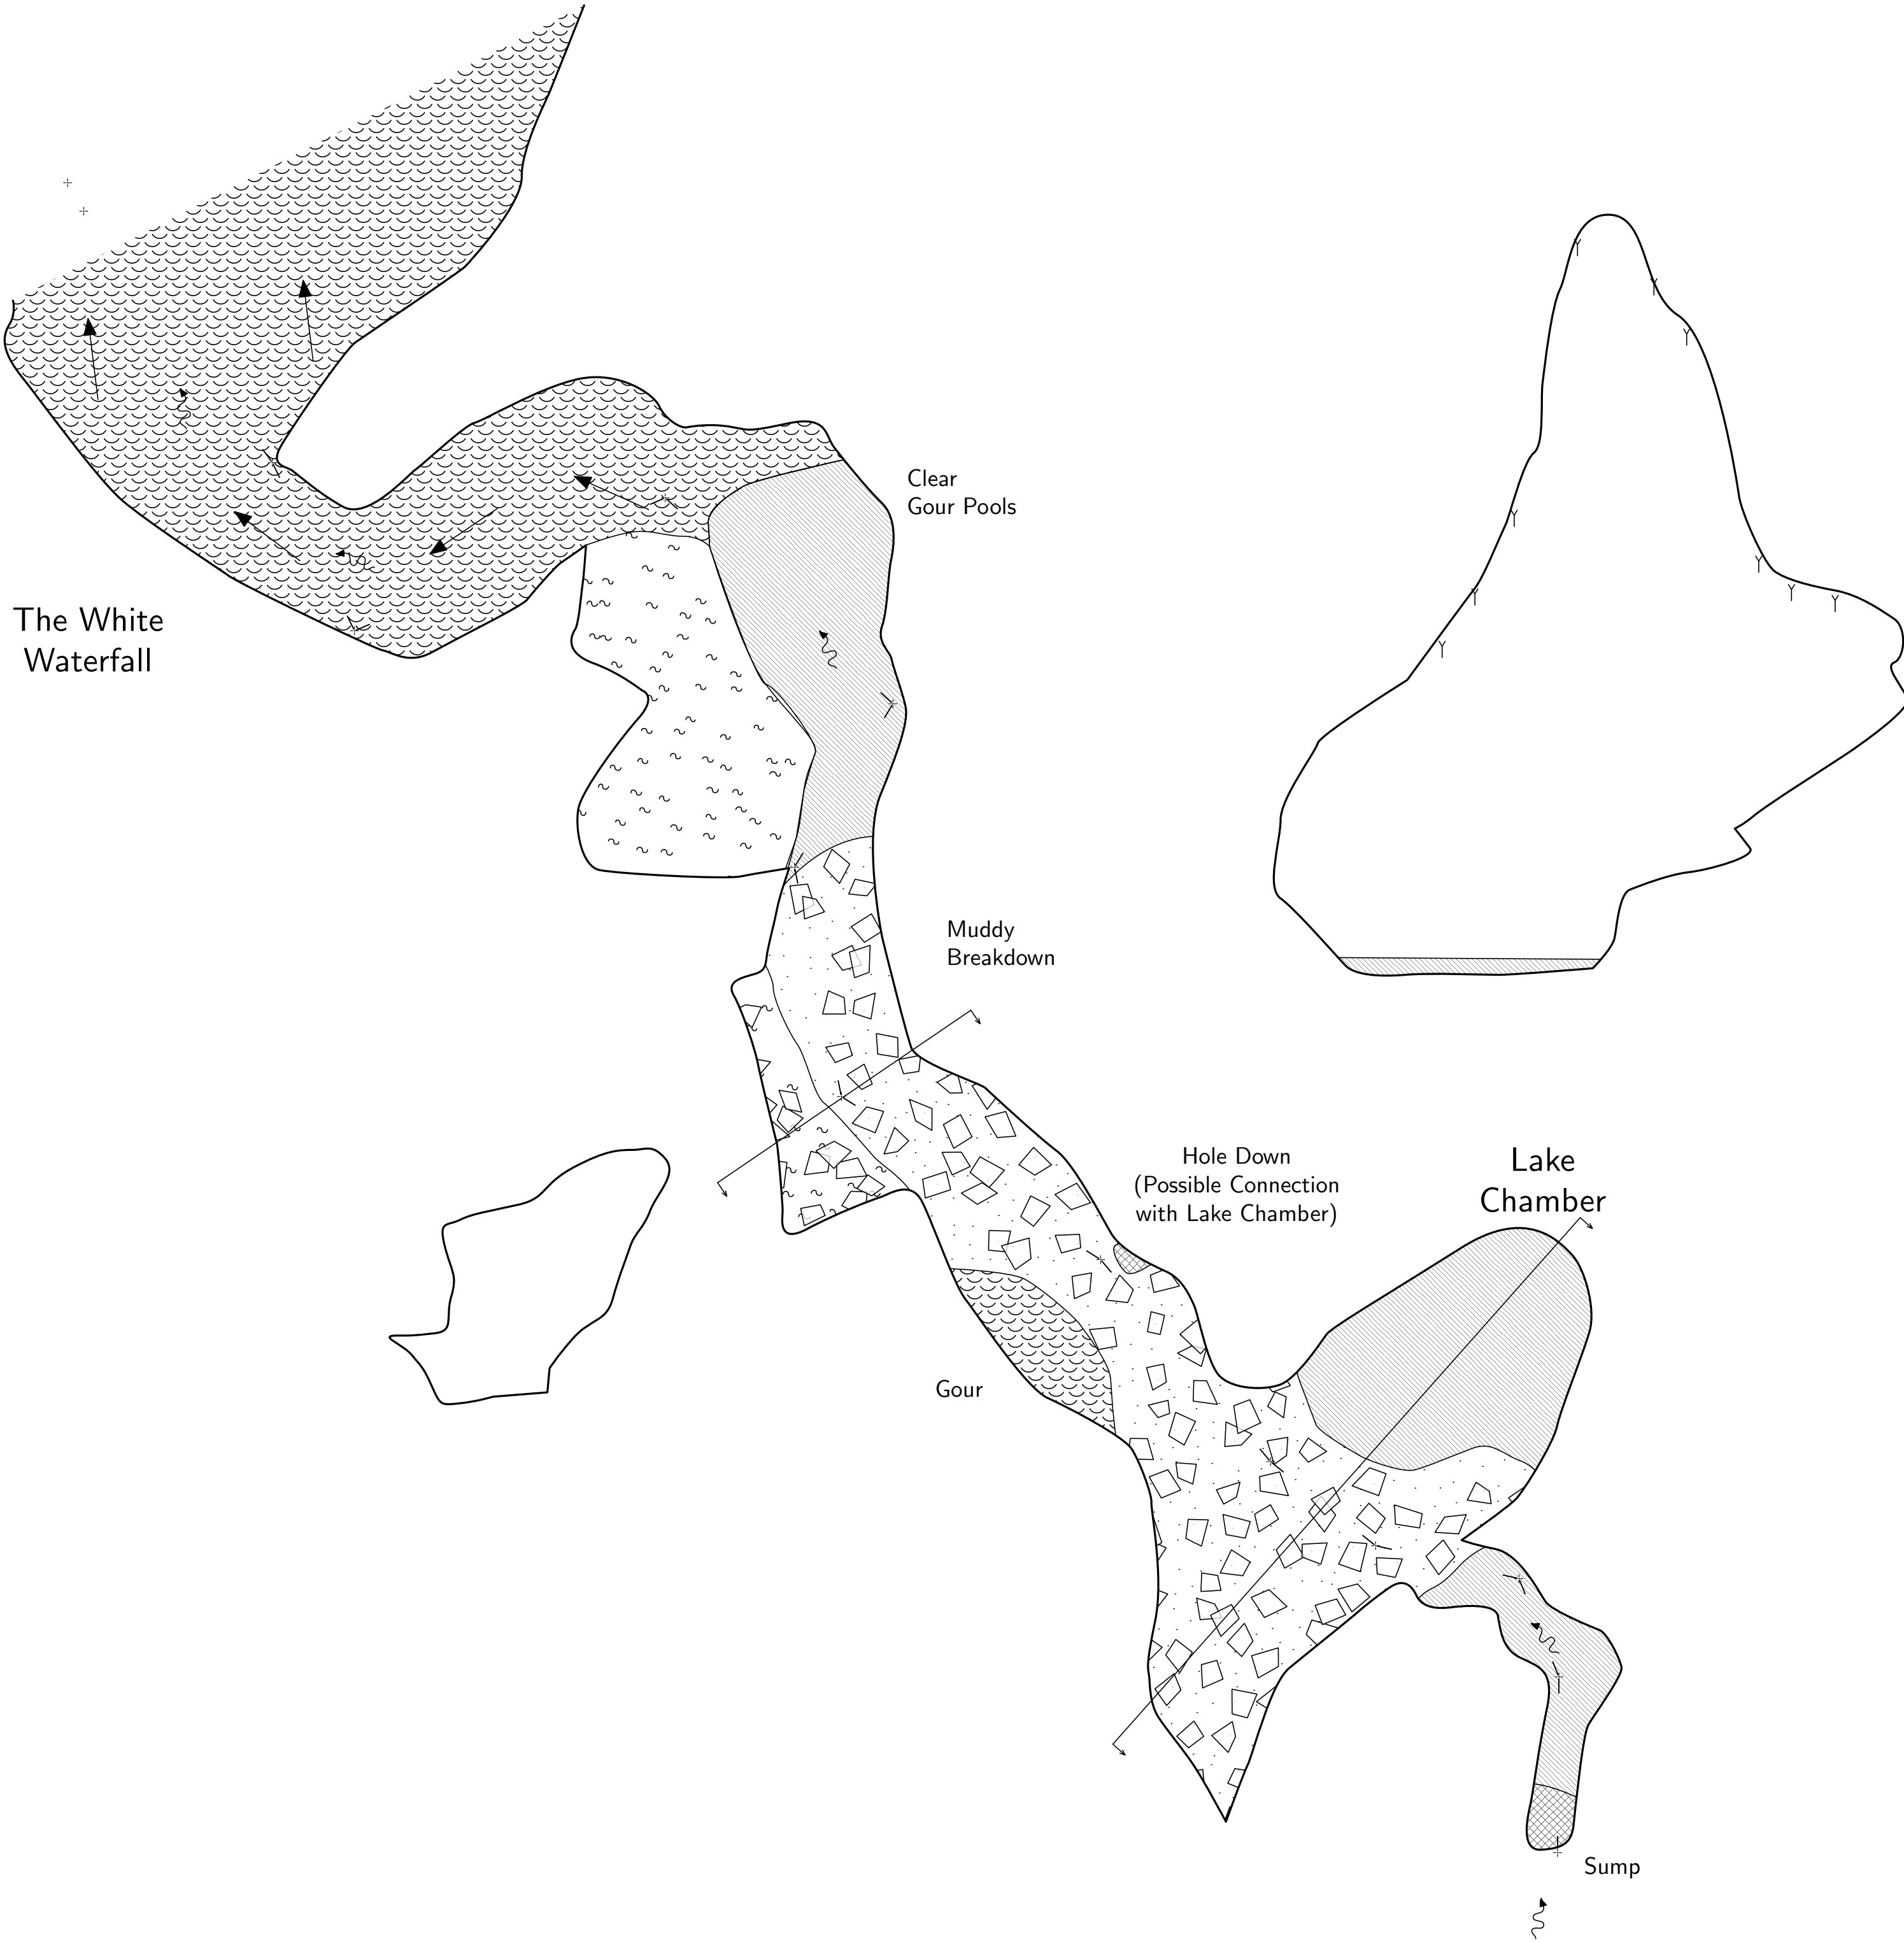 Clear
Gour Pools
The White
Waterfall
Muddy
Breakdown
Hole Down
(Possible Connection
with Lake Chamber)
Lake
Chamber
Gour
Sump